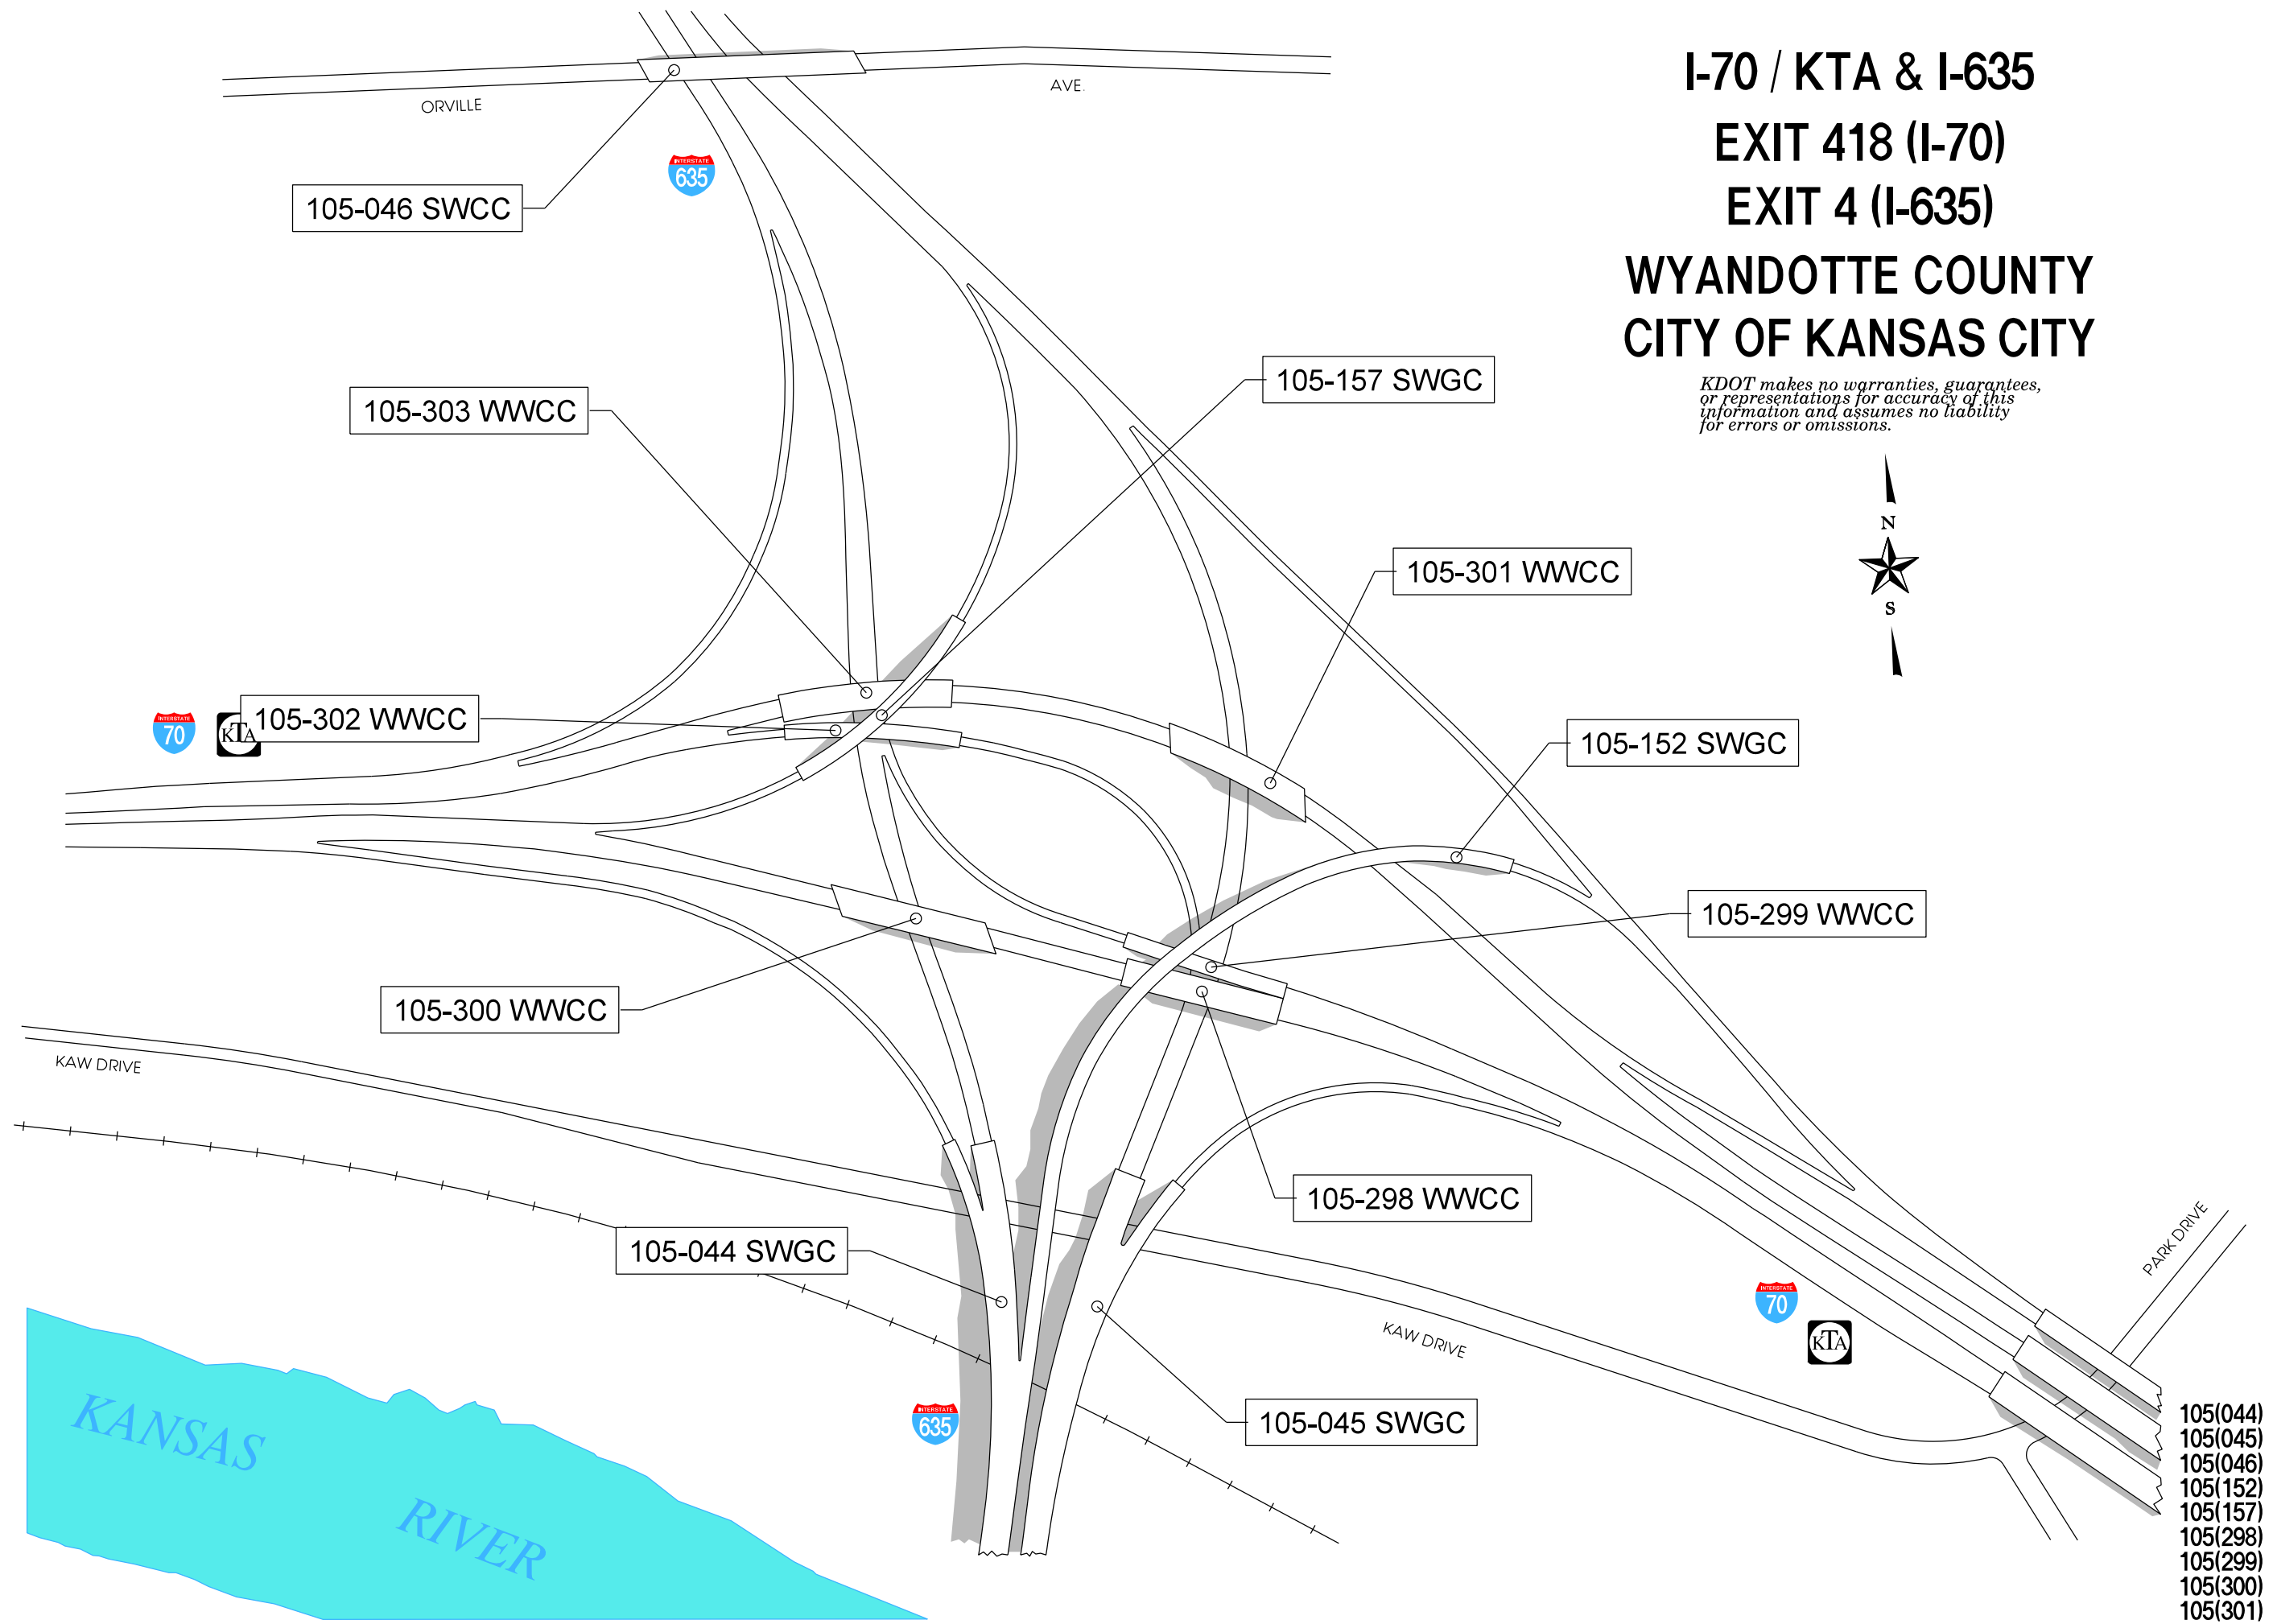 I-70 / KTA & I-635
EXIT 418 (I-70)
EXIT 4 (I-635)
WYANDOTTE COUNTY
CITY OF KANSAS CITY
KDOT makes no warranties, guarantees,
or representations for accuracy of this
information and assumes no liability
for errors or omissions.
N
S
ORVILLE
AVE.
INTERSTATE
635
105-046 SWCC
105-303 WWCC
105-157 SWGC
105-301 WWCC
105-302 WWCC
INTERSTATE
70
KTA
105-152 SWGC
105-299 WWCC
105-300 WWCC
KAW DRIVE
105-298 WWCC
105-044 SWGC
PARK DRIVE
INTERSTATE
70
KTA
KAW DRIVE
INTERSTATE
635
105-045 SWGC
KANSAS
RIVER
105(044)
105(045)
105(046)
105(152)
105(157)
105(298)
105(299)
105(300)
105(301)